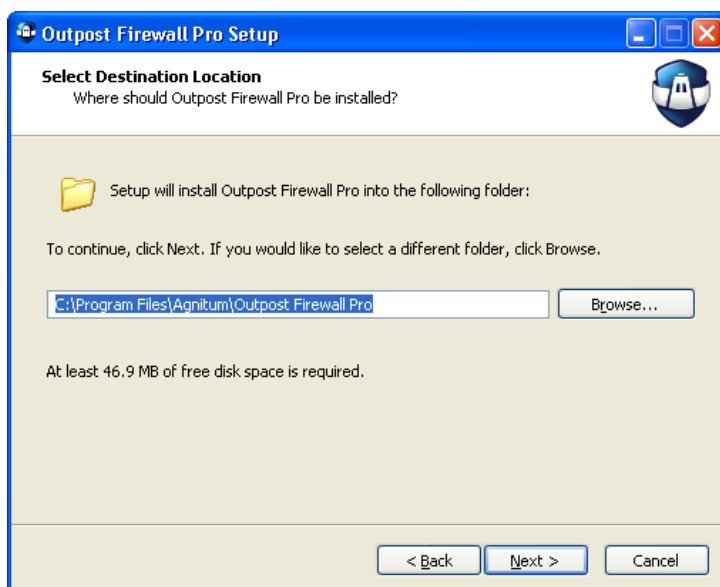 Outpost Firewall Pro Setup
Select Destination Location
Where should Outpost Firewall Pro be installed?
Setup will install Outpost Firewall Pro into the following folder:
To continue, click Next. If you would like to select a different folder, click Browse.
C:\Program Files\Agnitum\Outpost Firewall Pro
Browse...
At least 46.9 MB of free disk space is required.
< Back
Next >
Cancel